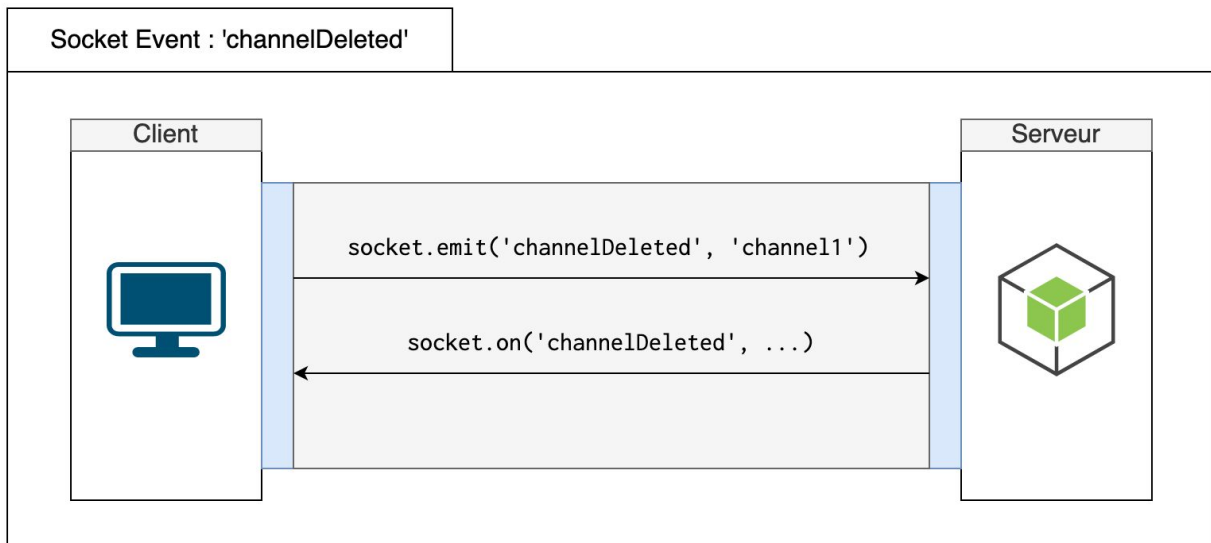 Socket Event : 'channelDeleted'
Client
Serveur
socket.emit('channelDeleted', 'channel1')
socket.on('channelDeleted', ...)